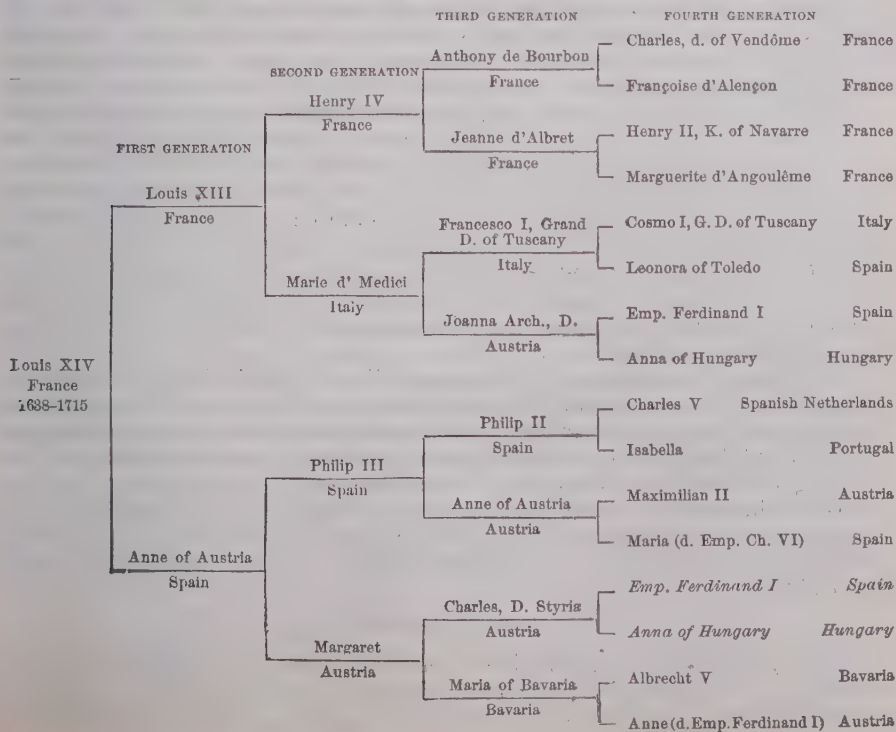 THIRD GENERATION
FOURTH GENERATION
Anthony de Bourbon
Charles, d. of Vendôme France
SECOND GENERATION
France
Françoise d'Alençon France
Henry IV
France
Jeanne d'Albret
Henry II, K. of Navarre France
FIRST GENERATION
France
Marguerite d'Angoulême France
Louis XIII
France
Francesco I, Grand
D. of Tuscany
Cosmo I, G. D. of Tuscany Italy
Italy
Leonora of Toledo Spain
Marie d' Medici
Italy
Joanna Arch., D.
Emp. Ferdinand I Spain
Austria
Anna of Hungary Hungary
Louis XIV
France
1638–1715
Charles V Spanish Netherlands
Philip II
Spain
Isabella Portugal
Philip III
Spain
Anne of Austria
Maximilian II Austria
Austria
Maria (d. Emp. Ch. VI) Spain
Anne of Austria
Spain
Charles, D. Styria
Emp. Ferdinand I Spain
Austria
Anna of Hungary Hungary
Margaret
Austria
Maria of Bavaria
Albrecht V Bavaria
Bavaria
Anne (d. Emp. Ferdinand I) Austria